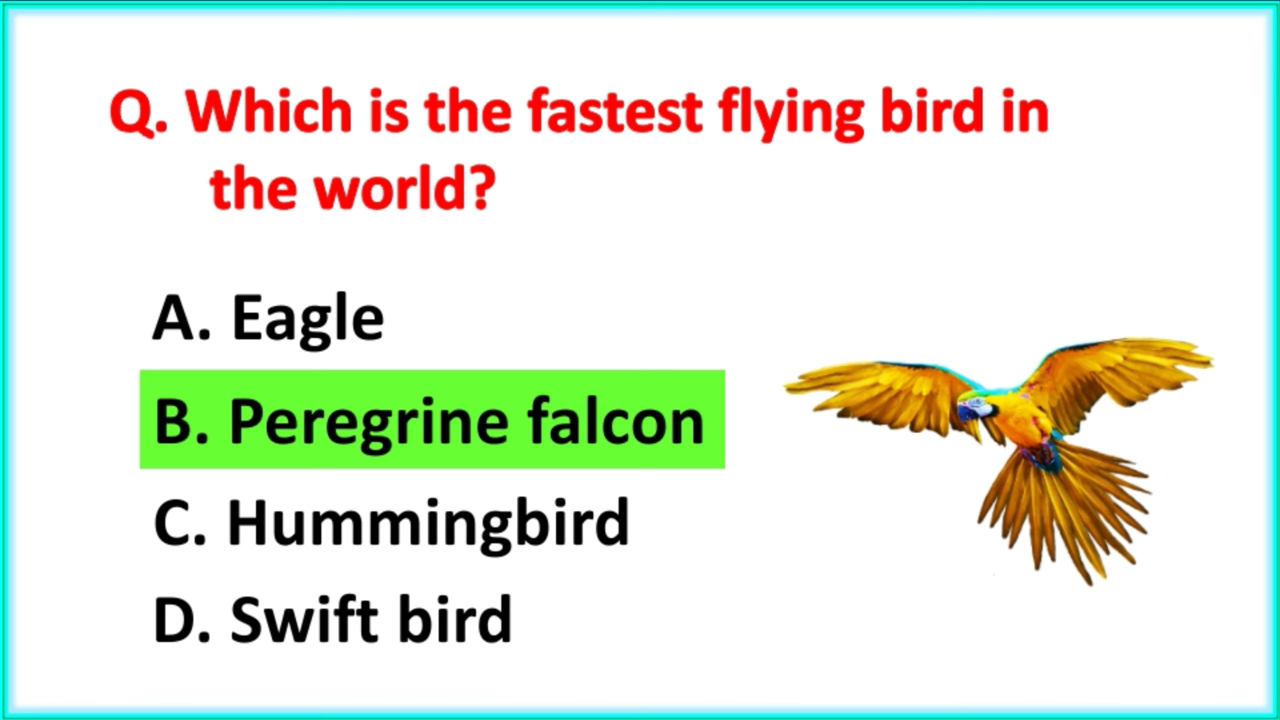 Q. Which is the fastest flying bird in
the world?
A. Eagle
B. Peregrine falcon
C. Hummingbird
D. Swift bird